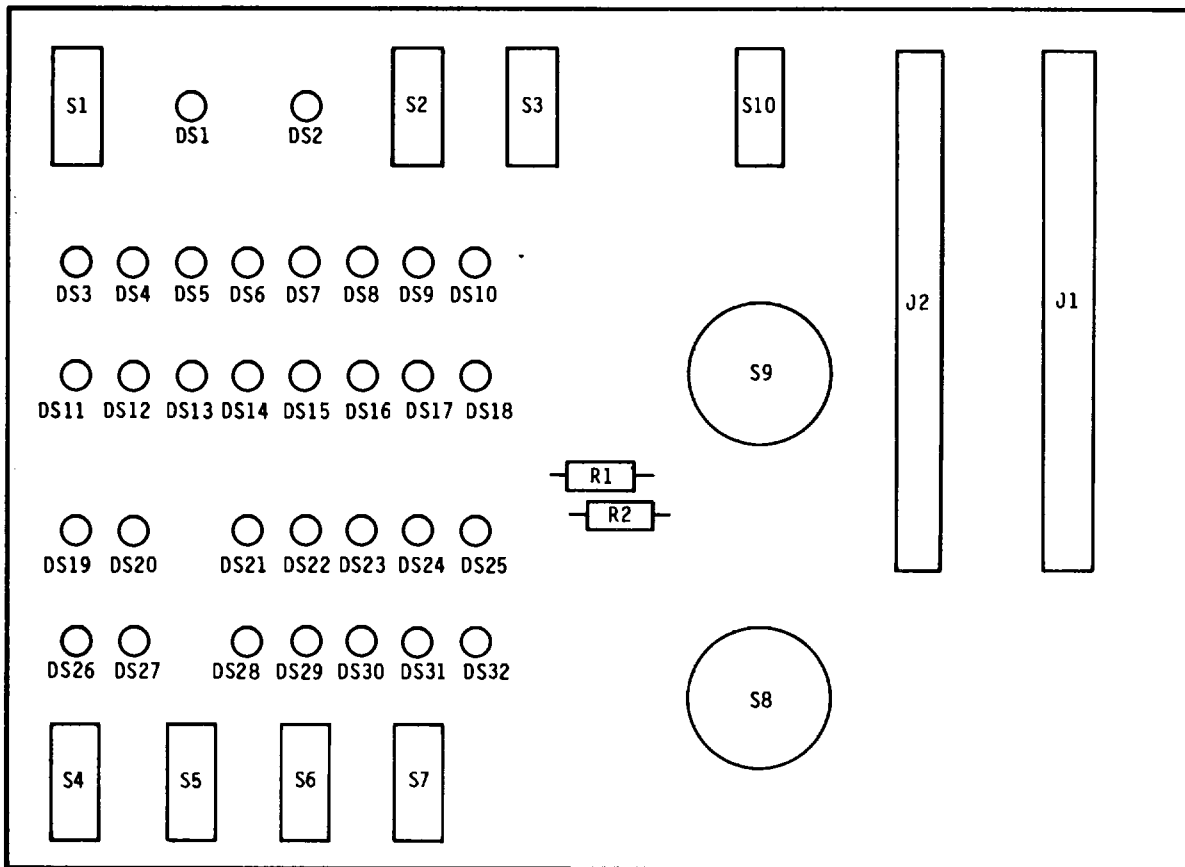 S1 S2 S3 S10
DS1 DS2
DS3 DS4 DS5 DS6 DS7 DS8 DS9 DS10
J2 J1
S9
DS11 DS12 DS13 DS14 DS15 DS16 DS17 DS18
R1
R2
DS19 DS20 DS21 DS22 DS23 DS24 DS25
DS26 DS27 DS28 DS29 DS30 DS31 DS32
S8
S4 S5 S6 S7